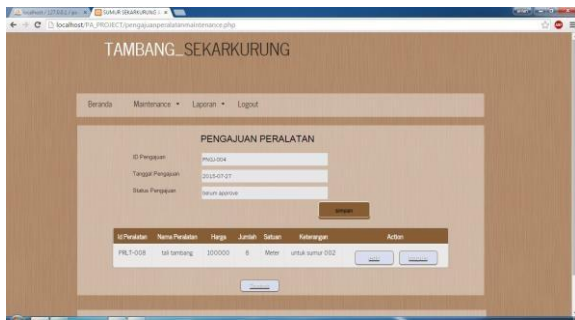 SUMUR SEKARKURUNG
localhost/PA_PROJECT/pengajuanperalatanmaintenance.php
TAMBANG_SEKARKURUNG
Beranda Maintenance Laporan Logout
PENGAJUAN PERALATAN
ID Pengajuan PNGJ-004
Tanggal Pengajuan 2015-07-27
Status Pengajuan belum approve
simpan
Id Peralatan Nama Peralatan Harga Jumlah Satuan Keterangan Action
PRLT-008 tali tambang 100000 6 Meter untuk sumur 002